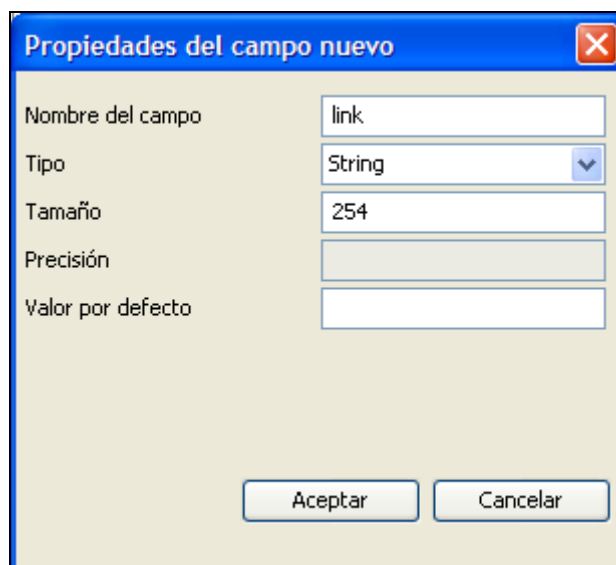 Propiedades del campo nuevo
Nombre del campo link
Tipo String
Tamaño 254
Precisión
Valor por defecto
Aceptar Cancelar